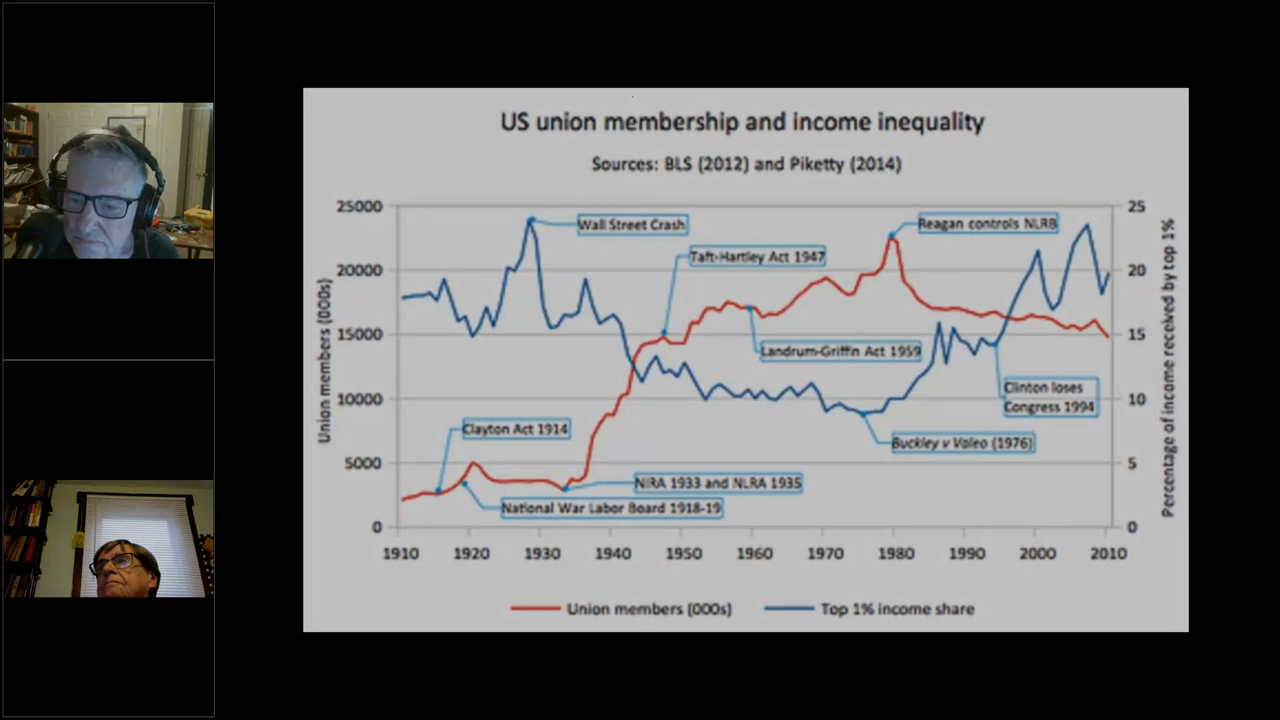 US union membership and income inequality
Sources: BLS (2012) and Piketty (2014)
25000
20000
15000
10000
5000
0
Union members (000s)
25
20
15
10
5
0
Percentage of income received by top 1%
Wall Street Crash
Reagan controls NLRB
Taft-Hartley Act 1947
Landrum-Griffin Act 1959
Clinton loses
Congress 1994
Clayton Act 1914
Buckley v Valeo (1976)
NIRA 1933 and NLRA 1935
National War Labor Board 1918-19
1910 1920 1930 1940 1950 1960 1970 1980 1990 2000 2010
Union members (000s) Top 1% income share